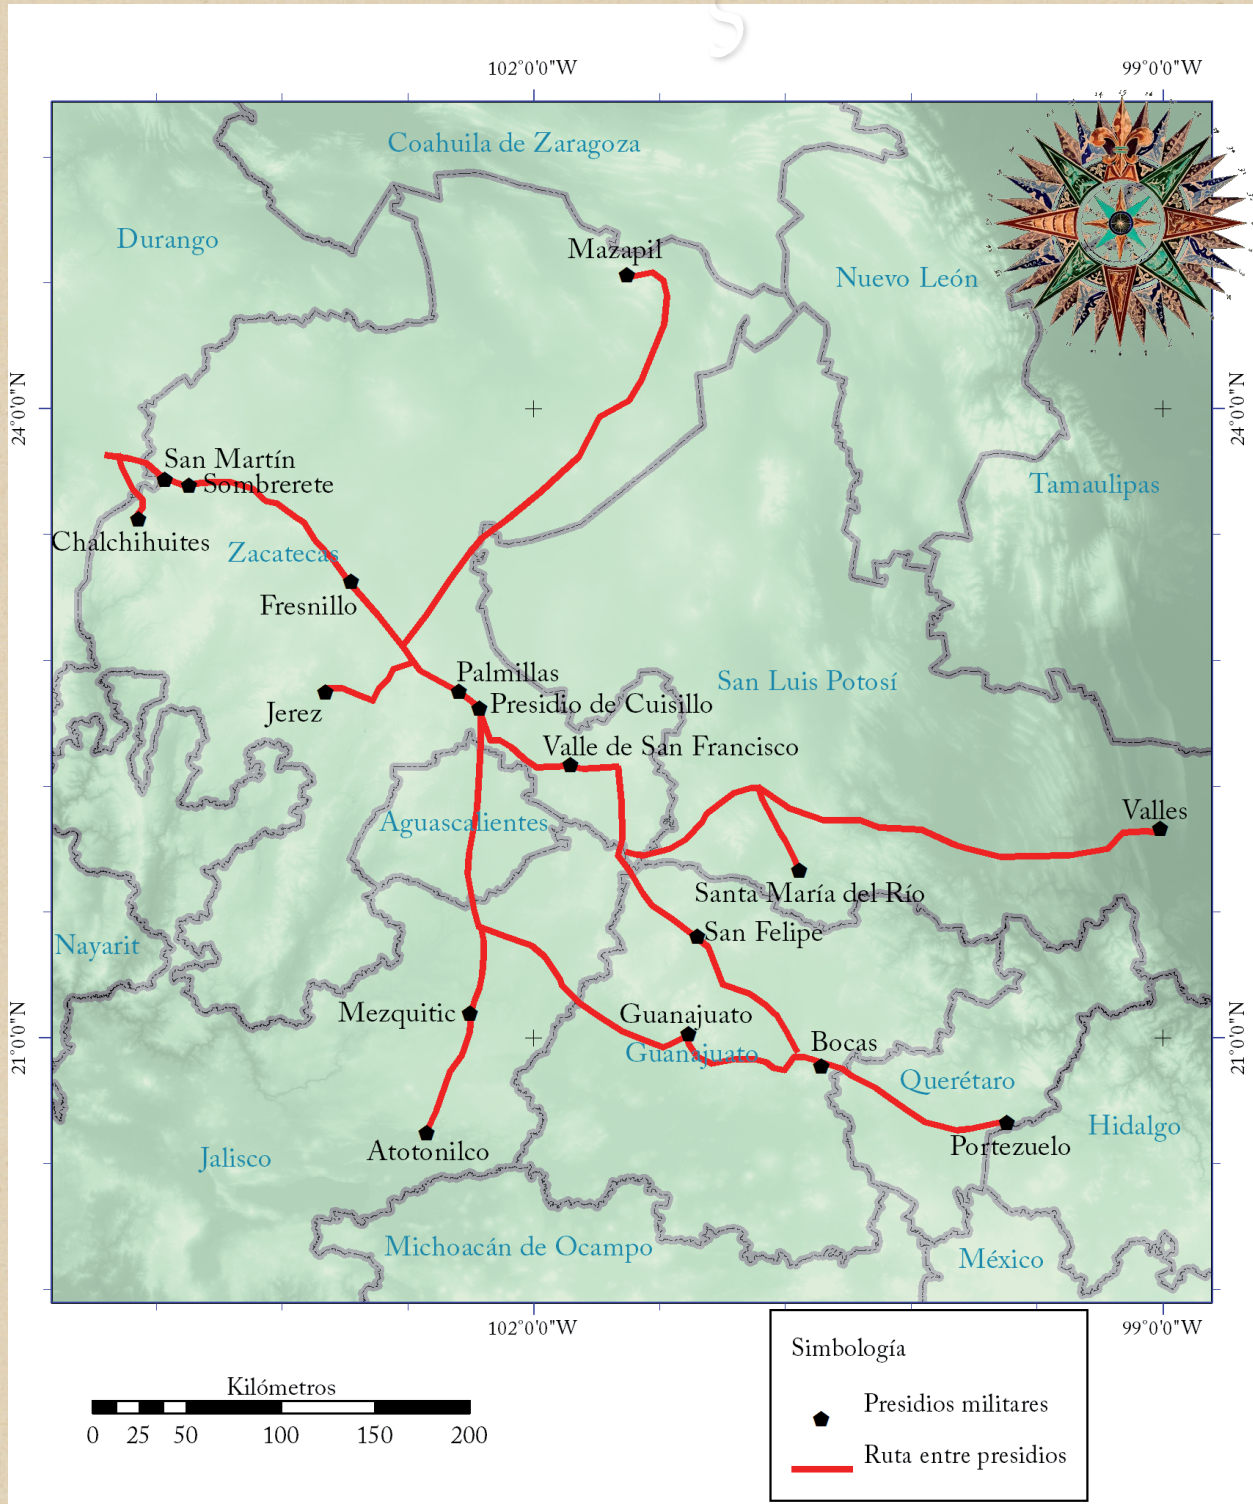 102°0'0"W
99°0'0"W
Coahuila de Zaragoza
Durango
Mazapil
Nuevo León
24°0'0"N
24°0'0"N
San Martín
Sombrerete
Tamaulipas
Chalchihuites
Zacatecas
Fresnillo
Palmillas
San Luis Potosí
Jerez
Presidio de Cuisillo
Valle de San Francisco
Valles
Aguascalientes
Santa María del Río
San Felipe
Nayarit
Mezquitic
Guanajuato
21°0'0"N
21°0'0"N
Bocas
Guanajuato
Querétaro
Hidalgo
Atotonilco
Portezuelo
Jalisco
Michoacán de Ocampo
México
102°0'0"W
99°0'0"W
Simbología
Kilómetros
Presidios militares
0 25 50 100 150 200
Ruta entre presidios